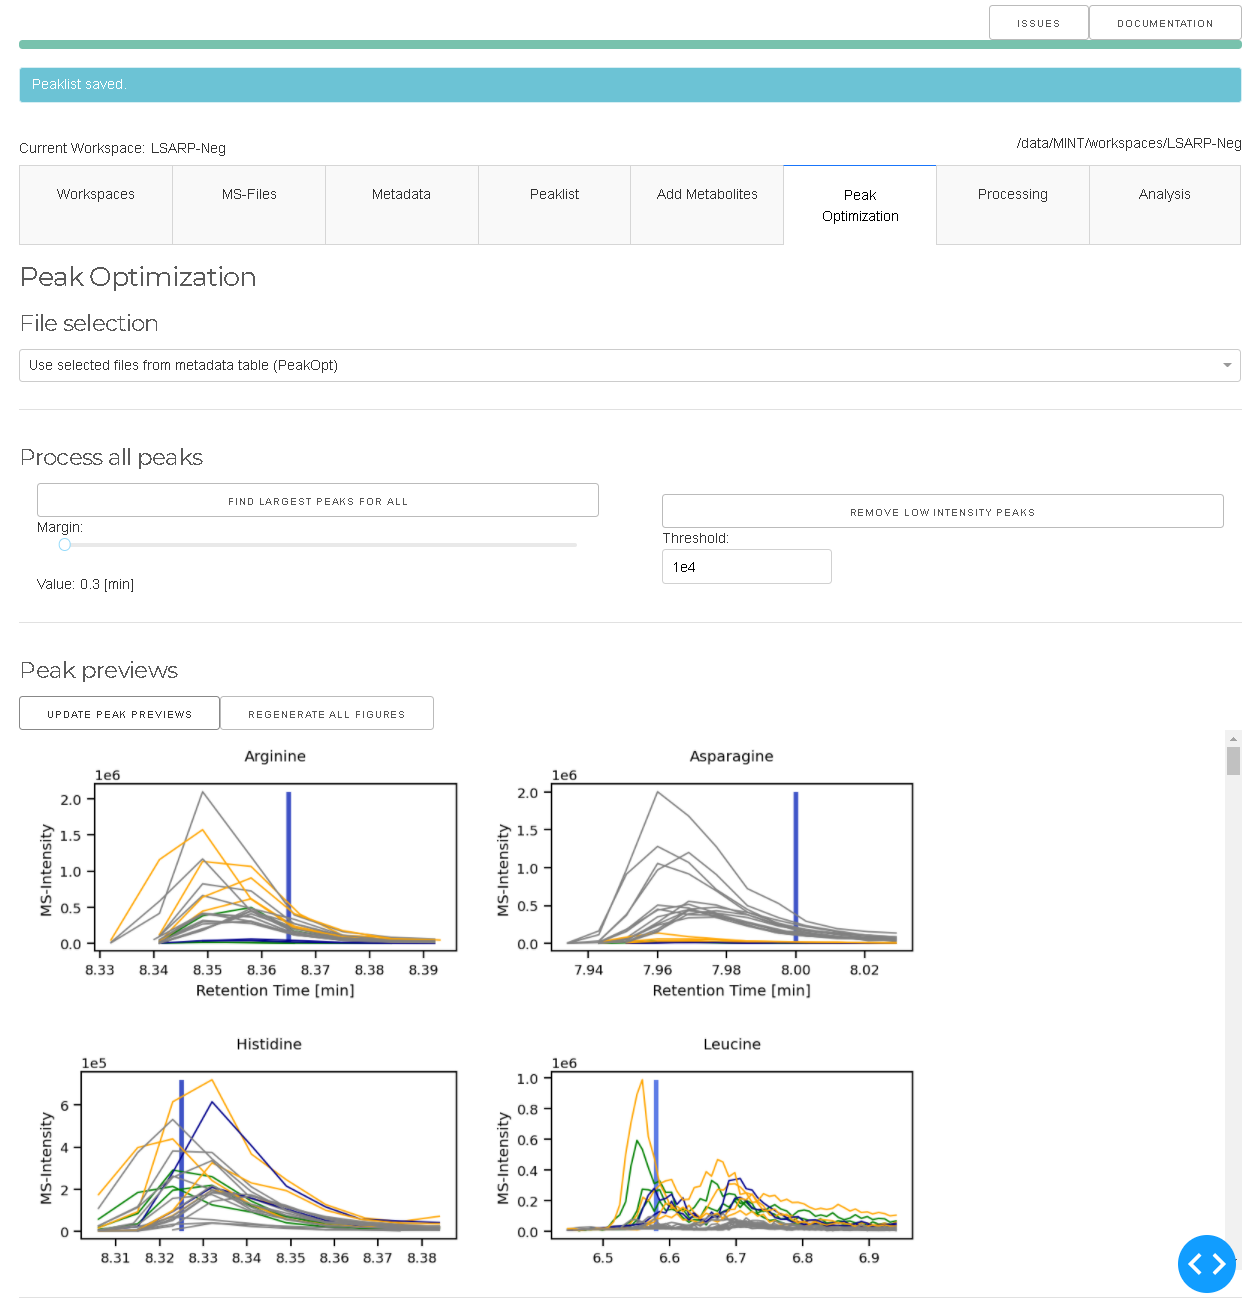 ISSUES
DOCUMENTATION
Peaklist saved.
Current Workspace: LSARP-Neg
/data/MINT/workspaces/LSARP-Neg
Workspaces
MS-Files
Metadata
Peaklist
Add Metabolites
Peak
Optimization
Processing
Analysis
Peak Optimization
File selection
Use selected files from metadata table (PeakOpt)
Process all peaks
FIND LARGEST PEAKS FOR ALL
Margin:
Value: 0.3 [min]
REMOVE LOW INTENSITY PEAKS
Threshold:
1e4
Peak previews
UPDATE PEAK PREVIEWS
REGENERATE ALL FIGURES
Arginine
1e6
2.0
1.5
1.0
0.5
0.0
MS-Intensity
8.33 8.34 8.35 8.36 8.37 8.38 8.39
Retention Time [min]
Asparagine
1e6
2.0
1.5
1.0
0.5
0.0
MS-Intensity
7.94 7.96 7.98 8.00 8.02
Retention Time [min]
Histidine
1e5
6
4
2
0
MS-Intensity
8.31 8.32 8.33 8.34 8.35 8.36 8.37 8.38
Leucine
1e6
1.0
0.8
0.6
0.4
0.2
0.0
MS-Intensity
6.5 6.6 6.7 6.8 6.9